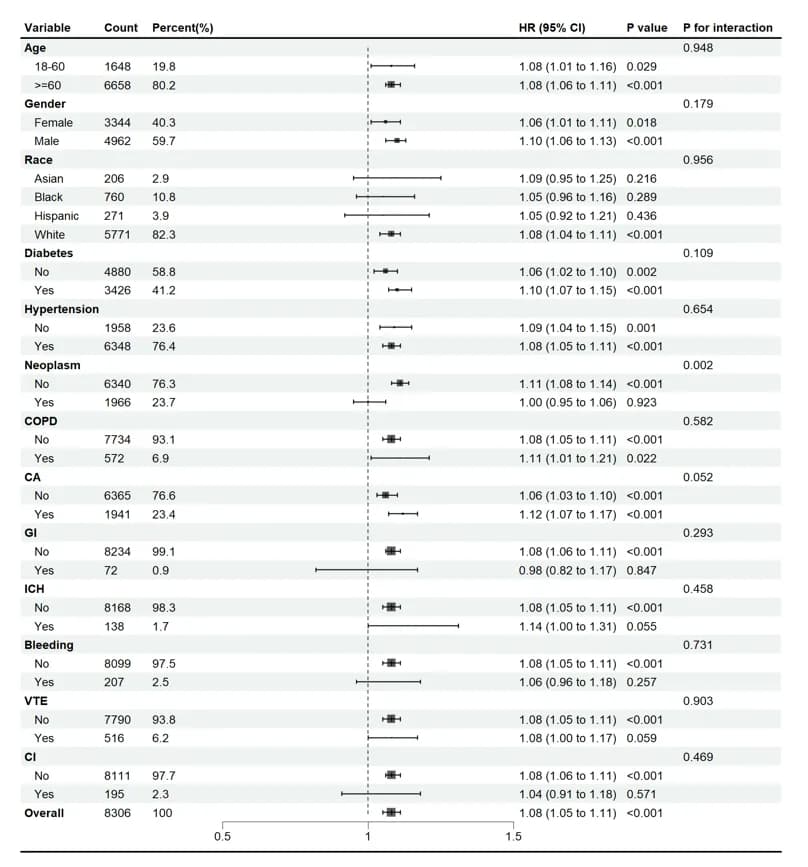 Variable Count Percent(%) HR (95% CI) P value P for interaction
Age 0.948
18-60 1648 19.8 1.08 (1.01 to 1.16) 0.029
>=60 6658 80.2 1.08 (1.06 to 1.11) <0.001
Gender 0.179
Female 3344 40.3 1.06 (1.01 to 1.11) 0.018
Male 4962 59.7 1.10 (1.06 to 1.13) <0.001
Race 0.956
Asian 206 2.9 1.09 (0.95 to 1.25) 0.216
Black 760 10.8 1.05 (0.96 to 1.16) 0.289
Hispanic 271 3.9 1.05 (0.92 to 1.21) 0.436
White 5771 82.3 1.08 (1.04 to 1.11) <0.001
Diabetes 0.109
No 4880 58.8 1.06 (1.02 to 1.10) 0.002
Yes 3426 41.2 1.10 (1.07 to 1.15) <0.001
Hypertension 0.654
No 1958 23.6 1.09 (1.04 to 1.15) 0.001
Yes 6348 76.4 1.08 (1.05 to 1.11) <0.001
Neoplasm 0.002
No 6340 76.3 1.11 (1.08 to 1.14) <0.001
Yes 1966 23.7 1.00 (0.95 to 1.06) 0.923
COPD 0.582
No 7734 93.1 1.08 (1.05 to 1.11) <0.001
Yes 572 6.9 1.11 (1.01 to 1.21) 0.022
CA 0.052
No 6365 76.6 1.06 (1.03 to 1.10) <0.001
Yes 1941 23.4 1.12 (1.07 to 1.17) <0.001
GI 0.293
No 8234 99.1 1.08 (1.06 to 1.11) <0.001
Yes 72 0.9 0.98 (0.82 to 1.17) 0.847
ICH 0.458
No 8168 98.3 1.08 (1.05 to 1.11) <0.001
Yes 138 1.7 1.14 (1.00 to 1.31) 0.055
Bleeding 0.731
No 8099 97.5 1.08 (1.05 to 1.11) <0.001
Yes 207 2.5 1.06 (0.96 to 1.18) 0.257
VTE 0.903
No 7790 93.8 1.08 (1.05 to 1.11) <0.001
Yes 516 6.2 1.08 (1.00 to 1.17) 0.059
CI 0.469
No 8111 97.7 1.08 (1.06 to 1.11) <0.001
Yes 195 2.3 1.04 (0.91 to 1.18) 0.571
Overall 8306 100 1.08 (1.05 to 1.11) <0.001
0.5 1 1.5